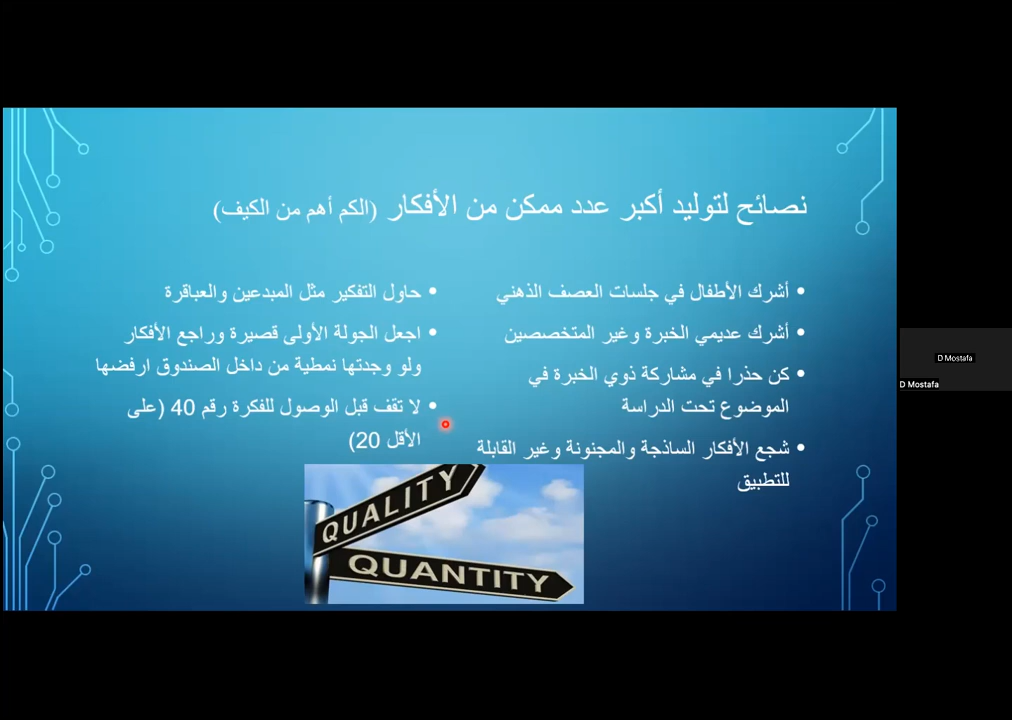 نصائح لتوليد أكبر عدد ممكن من الأفكار (الكم أهم من الكيف)
• أشرك الأطفال في جلسات العصف الذهني
• أشرك عديمي الخبرة وغير المتخصصين
• كن حذرا في مشاركة ذوي الخبرة في
الموضوع تحت الدراسة
• شجع الأفكار الساذجة والمجنونة وغير القابلة
للتطبيق
• حاول التفكير مثل المبدعين والعباقرة
• اجعل الجولة الأولى قصيرة وراجع الأفكار
ولو وجدتها نمطية من داخل الصندوق ارفضها
• لا تقف قبل الوصول للفكرة رقم 40 (على
الأقل 20)
QUALITY
QUANTITY
D Mostafa
D Mostafa